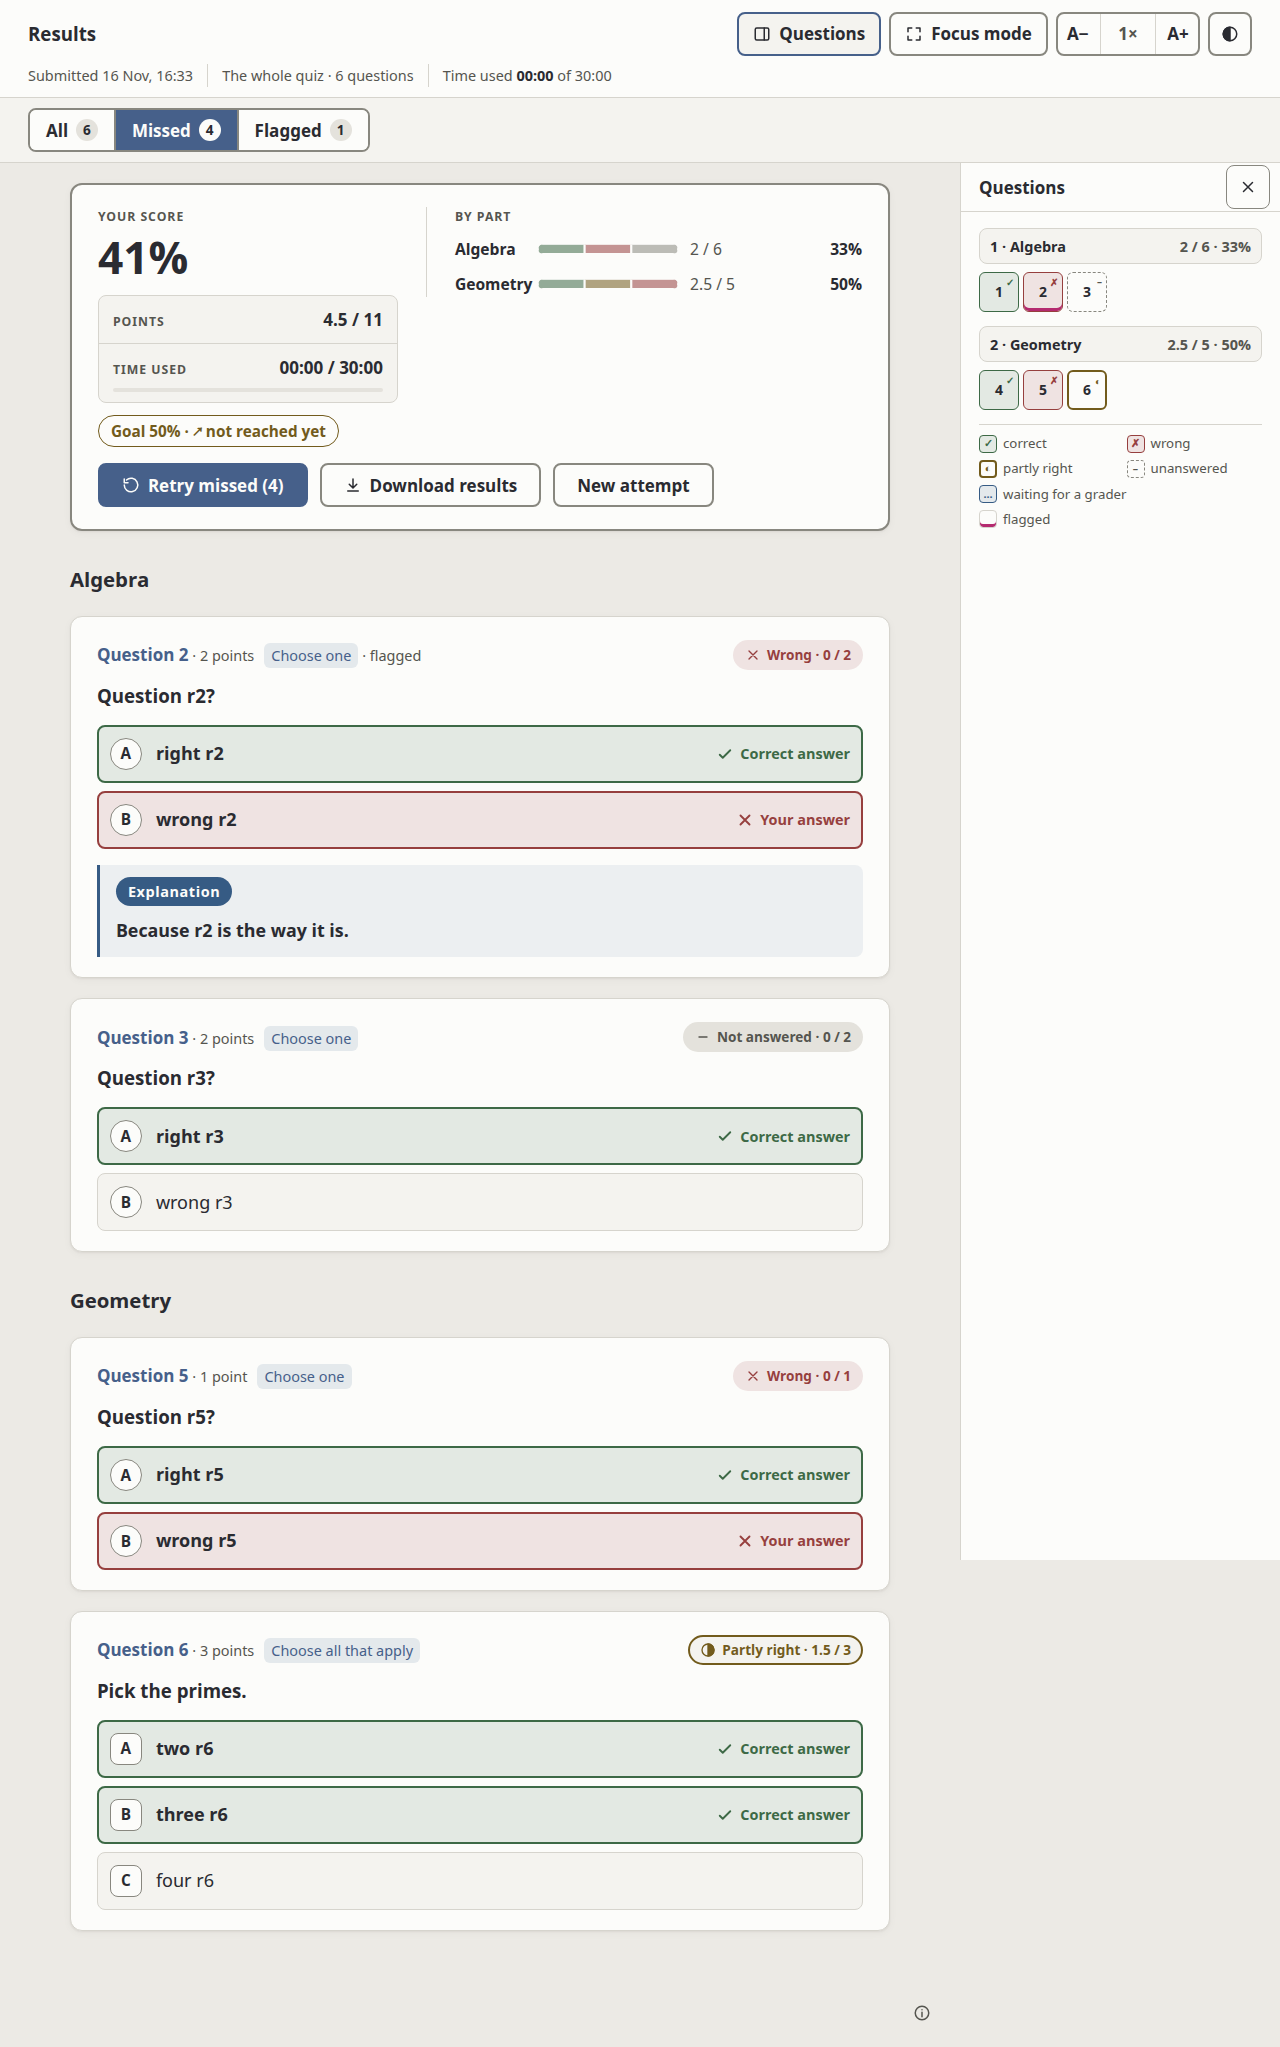 Results
Questions
Focus mode
A−
1×
A+
Submitted 16 Nov, 16:33
The whole quiz · 6 questions
Time used 00:00 of 30:00
All 6
Missed 4
Flagged 1
YOUR SCORE
41%
POINTS 4.5 / 11
TIME USED 00:00 / 30:00
Goal 50% · ↗ not reached yet
BY PART
Algebra 2 / 6 33%
Geometry 2.5 / 5 50%
Retry missed (4)
Download results
New attempt
Algebra
Question 2 · 2 points Choose one · flagged
Wrong · 0 / 2
Question r2?
A right r2 Correct answer
B wrong r2 Your answer
Explanation
Because r2 is the way it is.
Question 3 · 2 points Choose one
Not answered · 0 / 2
Question r3?
A right r3 Correct answer
B wrong r3
Geometry
Question 5 · 1 point Choose one
Wrong · 0 / 1
Question r5?
A right r5 Correct answer
B wrong r5 Your answer
Question 6 · 3 points Choose all that apply
Partly right · 1.5 / 3
Pick the primes.
A two r6 Correct answer
B three r6 Correct answer
C four r6
Questions
1 · Algebra 2 / 6 · 33%
1 ✓ 2 ✗ 3 –
2 · Geometry 2.5 / 5 · 50%
4 ✓ 5 ✗ 6
✓ correct
✗ wrong
partly right
– unanswered
… waiting for a grader
flagged